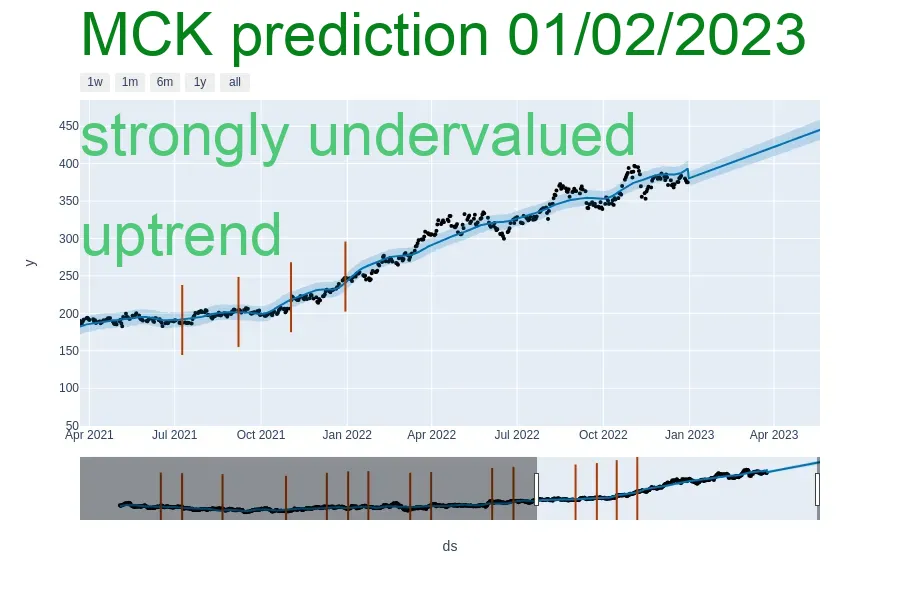 MCK prediction 01/02/2023
1w 1m 6m 1y all
strongly undervalued
uptrend
450
400
350
300
250
200
150
100
50
y
Apr 2021 Jul 2021 Oct 2021 Jan 2022 Apr 2022 Jul 2022 Oct 2022 Jan 2023 Apr 2023
ds